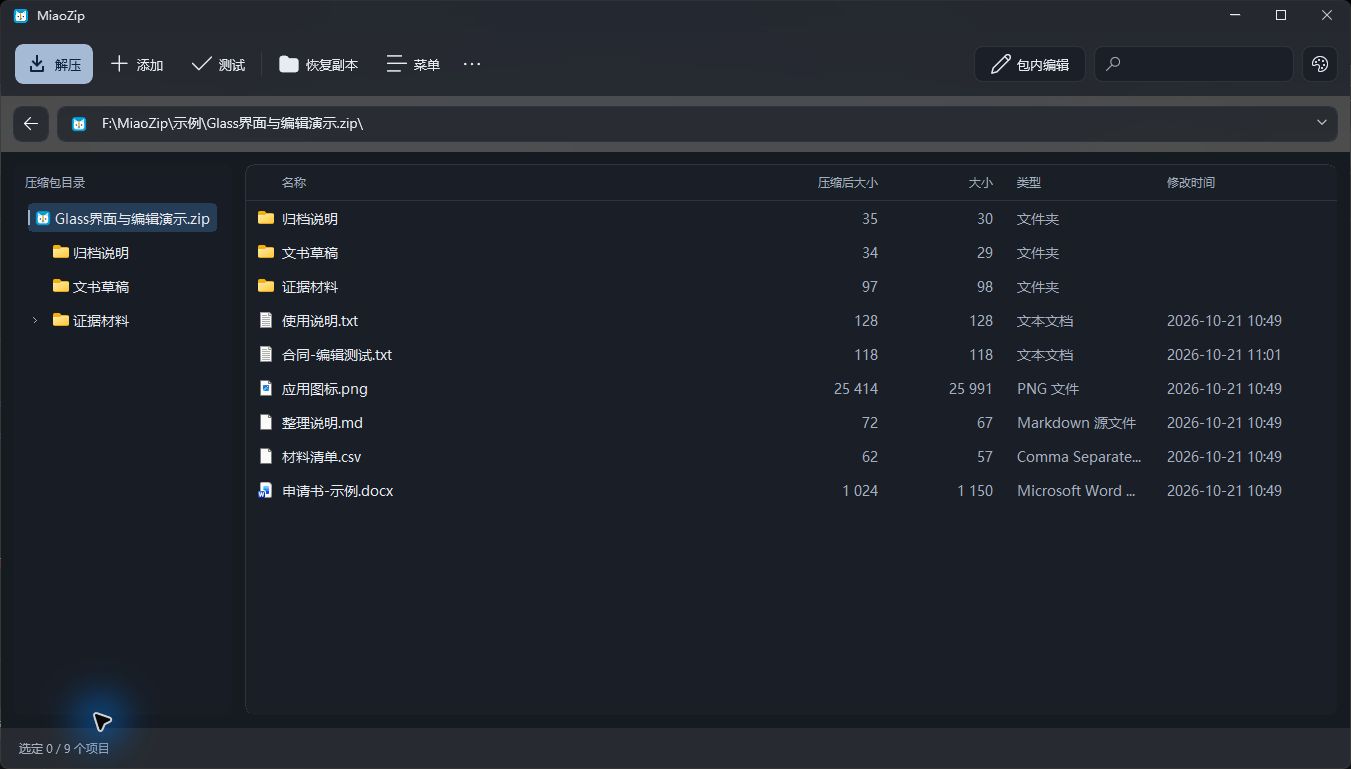 MiaoZip
解压 添加 测试 恢复副本 菜单 ··· 包内编辑
F:\MiaoZip\示例\Glass界面与编辑演示.zip\
压缩包目录
Glass界面与编辑演示.zip
归档说明
文书草稿
证据材料
名称 压缩后大小 大小 类型 修改时间
归档说明 35 30 文件夹
文书草稿 34 29 文件夹
证据材料 97 98 文件夹
使用说明.txt 128 128 文本文档 2026-10-21 10:49
合同-编辑测试.txt 118 118 文本文档 2026-10-21 11:01
应用图标.png 25 414 25 991 PNG 文件 2026-10-21 10:49
整理说明.md 72 67 Markdown 源文件 2026-10-21 10:49
材料清单.csv 62 57 Comma Separate... 2026-10-21 10:49
申请书-示例.docx 1 024 1 150 Microsoft Word ... 2026-10-21 10:49
选定 0 / 9 个项目